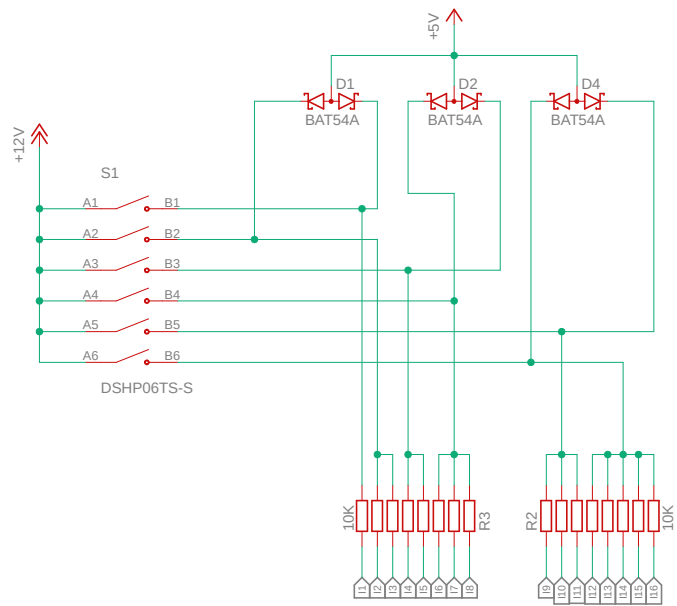 +5V
D1
D2
D4
BAT54A
BAT54A
BAT54A
+12V
S1
A1
B1
A2
B2
A3
B3
A4
B4
A5
B5
A6
B6
DSHP06TS-S
10K
R3
R2
10K
I1
I2
I3
I4
I5
I6
I7
I8
I9
I10
I11
I12
I13
I14
I15
I16